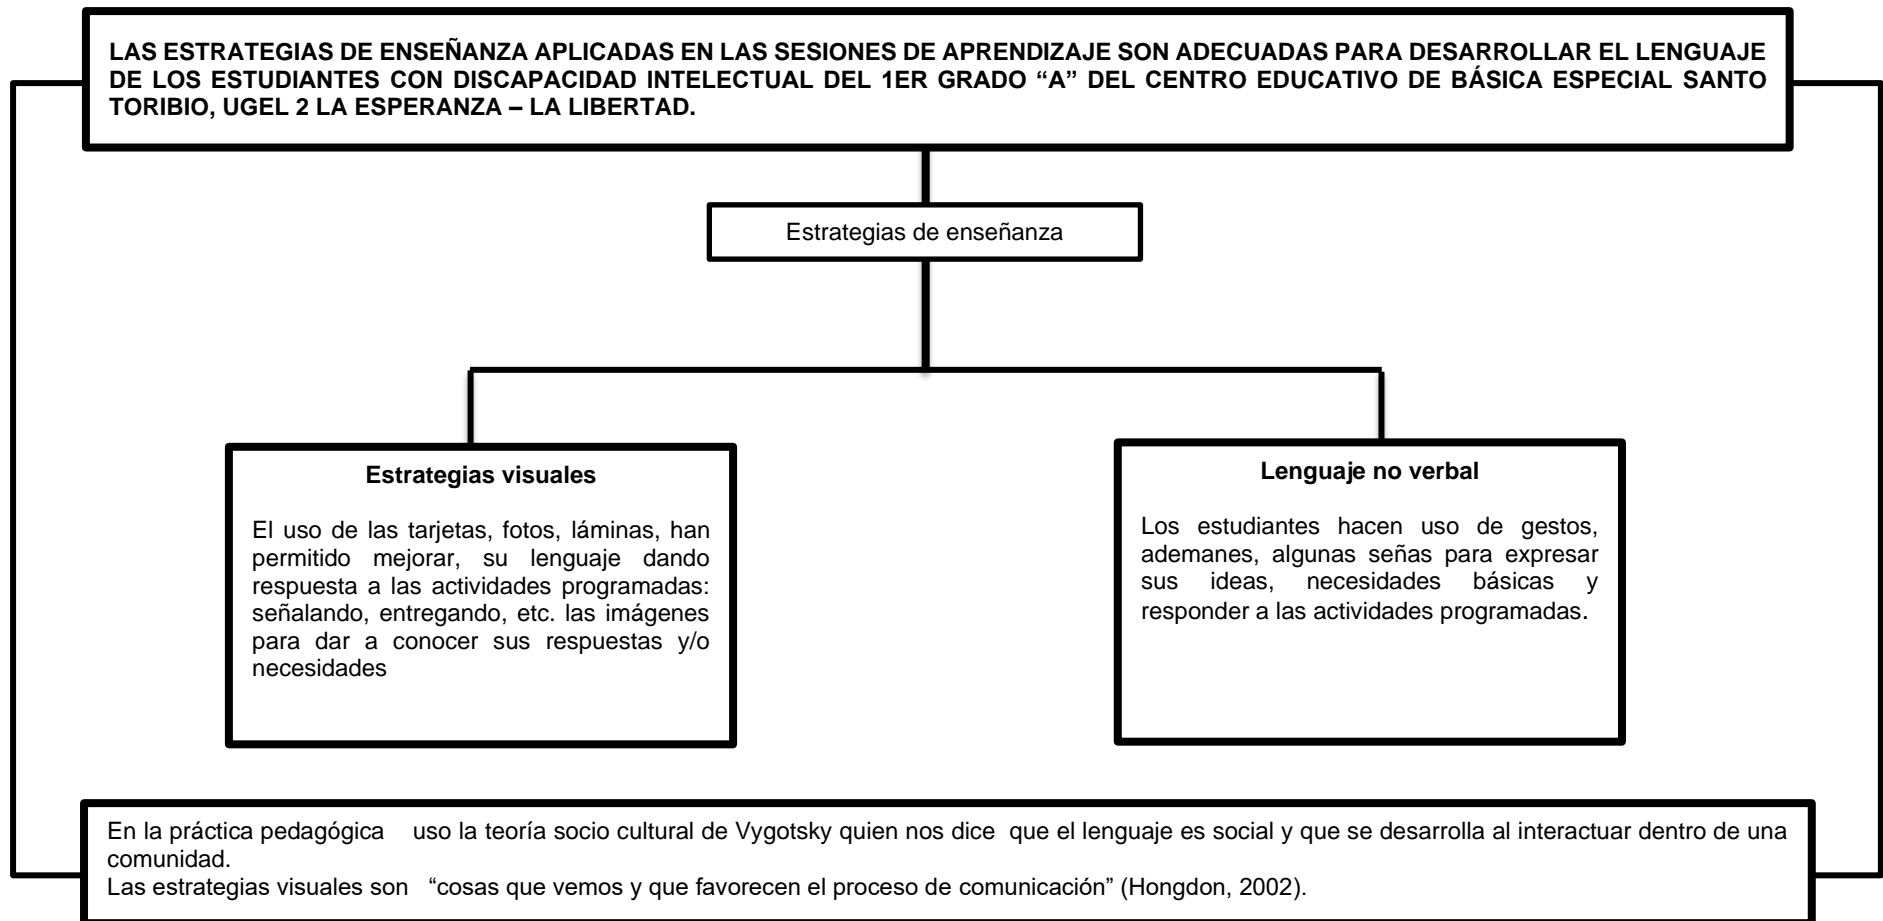 LAS ESTRATEGIAS DE ENSEÑANZA APLICADAS EN LAS SESIONES DE APRENDIZAJE SON ADECUADAS PARA DESARROLLAR EL LENGUAJE
DE LOS ESTUDIANTES CON DISCAPACIDAD INTELECTUAL DEL 1ER GRADO “A” DEL CENTRO EDUCATIVO DE BÁSICA ESPECIAL SANTO
TORIBIO, UGEL 2 LA ESPERANZA – LA LIBERTAD.
Estrategias de enseñanza
Estrategias visuales
El uso de las tarjetas, fotos, láminas, han
permitido mejorar, su lenguaje dando
respuesta a las actividades programadas:
señalando, entregando, etc. las imágenes
para dar a conocer sus respuestas y/o
necesidades
Lenguaje no verbal
Los estudiantes hacen uso de gestos,
ademanes, algunas señas para expresar
sus ideas, necesidades básicas y
responder a las actividades programadas.
En la práctica pedagógica uso la teoría socio cultural de Vygotsky quien nos dice que el lenguaje es social y que se desarrolla al interactuar dentro de una
comunidad.
Las estrategias visuales son “cosas que vemos y que favorecen el proceso de comunicación” (Hongdon, 2002).